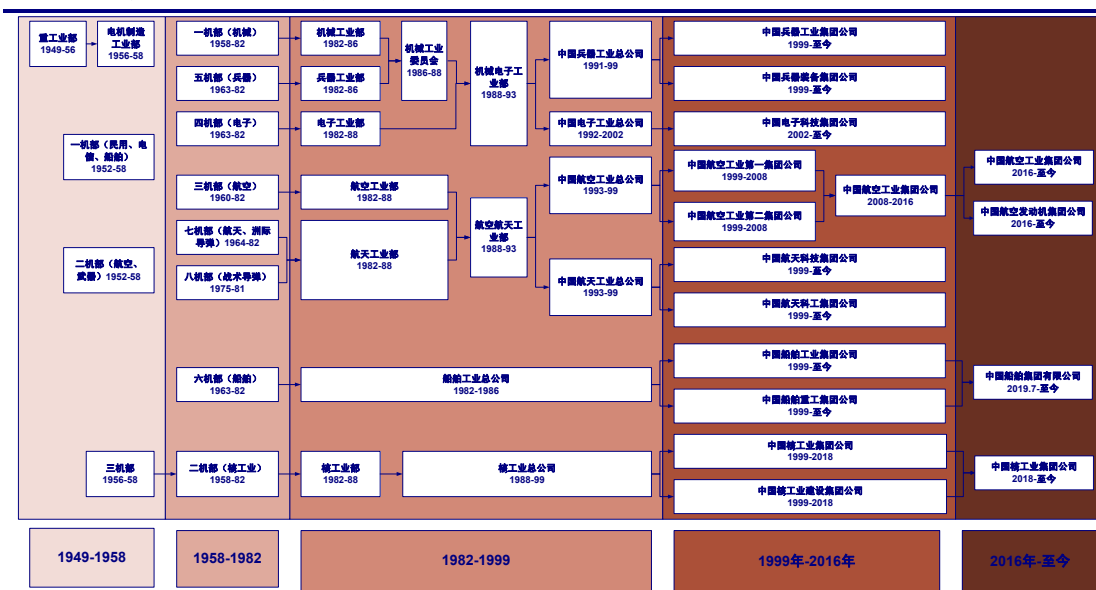 重工业部
1949-56
电机制造
工业部
1956-58
一机部（民用、电
信、船舶）
1952-58
二机部（航空、
武器）1952-58
三机部
1956-58
一机部（机械）
1958-82
五机部（兵器）
1963-82
四机部（电子）
1963-82
三机部（航空）
1960-82
七机部（航天、洲际
导弹）1964-82
八机部（战术导弹）
1975-81
六机部（船舶）
1963-82
二机部（核工业）
1958-82
机械工业部
1982-86
兵器工业部
1982-86
电子工业部
1982-88
机械工业
委员会
1986-88
机械电子工
业部
1988-93
航空工业部
1982-88
航天工业部
1982-88
航空航天工
业部
1988-93
中国兵器工业总公司
1991-99
中国电子工业总公司
1992-2002
中国航空工业总公司
1993-99
中国航天工业总公司
1993-99
船舶工业总公司
1982-1986
核工业部
1982-88
核工业总公司
1988-99
中国兵器工业集团公司
1999-至今
中国兵器装备集团公司
1999-至今
中国电子科技集团公司
2002-至今
中国航空工业第一集团公司
1999-2008
中国航空工业第二集团公司
1999-2008
中国航空工业集团公司
2008-2016
中国航天科技集团公司
1999-至今
中国航天科工集团公司
1999-至今
中国船舶工业集团公司
1999-至今
中国船舶重工集团公司
1999-至今
中国核工业集团公司
1999-2018
中国核工业建设集团公司
1999-2018
中国航空工业集团公司
2016-至今
中国航空发动机集团公司
2016-至今
中国船舶集团有限公司
2019.7-至今
中国核工业集团公司
2018-至今
1949-1958
1958-1982
1982-1999
1999年-2016年
2016年-至今